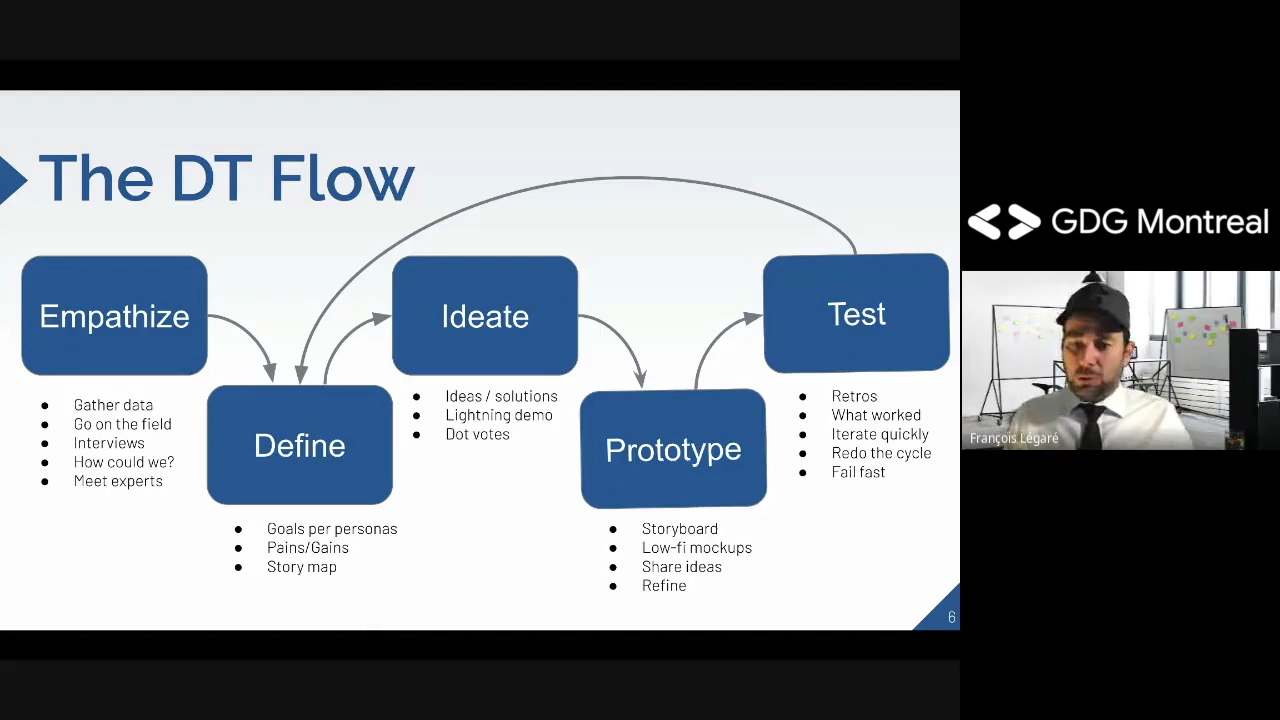 The DT Flow
Empathize
Gather data
Go on the field
Interviews
How could we?
Meet experts
Define
Goals per personas
Pains/Gains
Story map
Ideate
Ideas / solutions
Lightning demo
Dot votes
Prototype
Storyboard
Low-fi mockups
Share ideas
Refine
Test
Retros
What worked
Iterate quickly
Redo the cycle
Fail fast
6
GDG Montreal
François Légaré